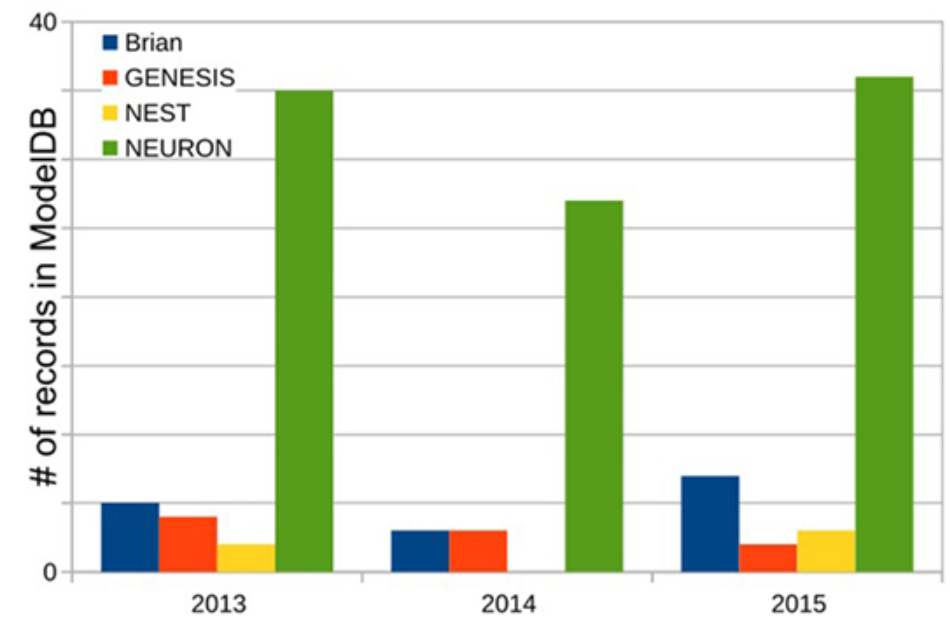 40
Brian
GENESIS
NEST
NEURON
# of records in ModelDB
0
2013
2014
2015